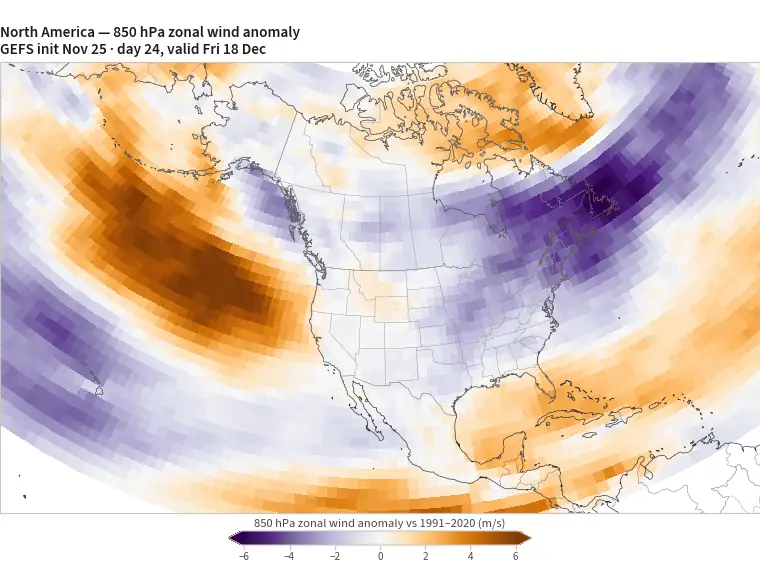 North America — 850 hPa zonal wind anomaly
GEFS init Nov 25 · day 24, valid Fri 18 Dec
850 hPa zonal wind anomaly vs 1991–2020 (m/s)
−6 −4 −2 0 2 4 6